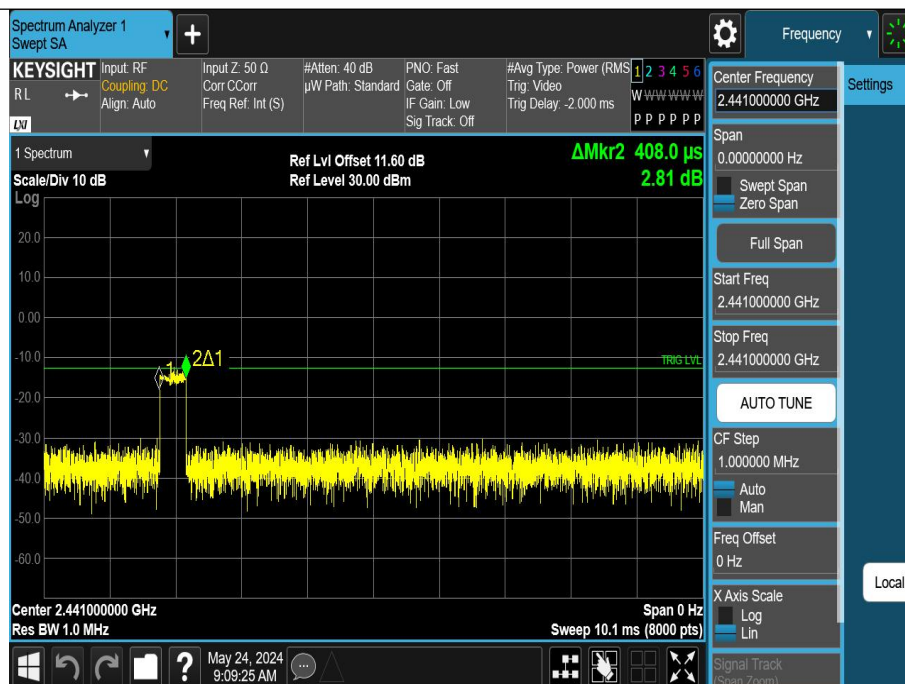 Spectrum Analyzer 1
Swept SA
+
Frequency
KEYSIGHT
RL
LXI
Input: RF
Coupling: DC
Align: Auto
Input Z: 50 Ω
Corr CCorr
Freq Ref: Int (S)
#Atten: 40 dB
µW Path: Standard
PNO: Fast
Gate: Off
IF Gain: Low
Sig Track: Off
#Avg Type: Power (RMS
Trig: Video
Trig Delay: -2.000 ms
1 2 3 4 5 6
W W W W W W
P P P P P P
1 Spectrum
Scale/Div 10 dB
Log
Ref Lvl Offset 11.60 dB
Ref Level 30.00 dBm
ΔMkr2 408.0 µs
2.81 dB
20.0
10.0
0.00
-10.0
-20.0
-30.0
-40.0
-50.0
-60.0
1
2Δ1
TRIG LVL
Center 2.441000000 GHz
Res BW 1.0 MHz
Span 0 Hz
Sweep 10.1 ms (8000 pts)
Center Frequency
2.441000000 GHz
Span
0.00000000 Hz
Swept Span
Zero Span
Full Span
Start Freq
2.441000000 GHz
Stop Freq
2.441000000 GHz
AUTO TUNE
CF Step
1.000000 MHz
Auto
Man
Freq Offset
0 Hz
X Axis Scale
Log
Lin
Signal Track
(Span Zoom)
Settings
Local
?
May 24, 2024
9:09:25 AM